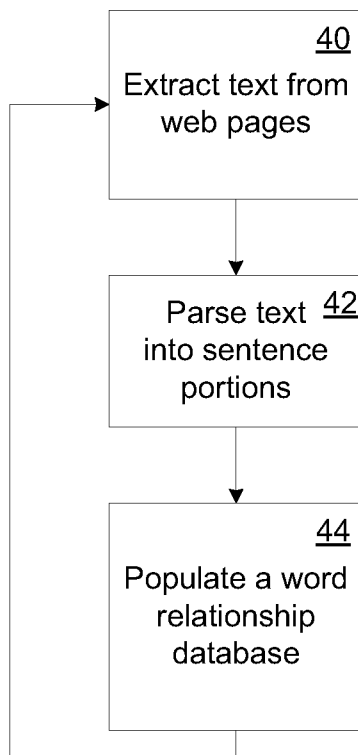 40
Extract text from
web pages
Parse text 42
into sentence
portions
44
Populate a word
relationship
database